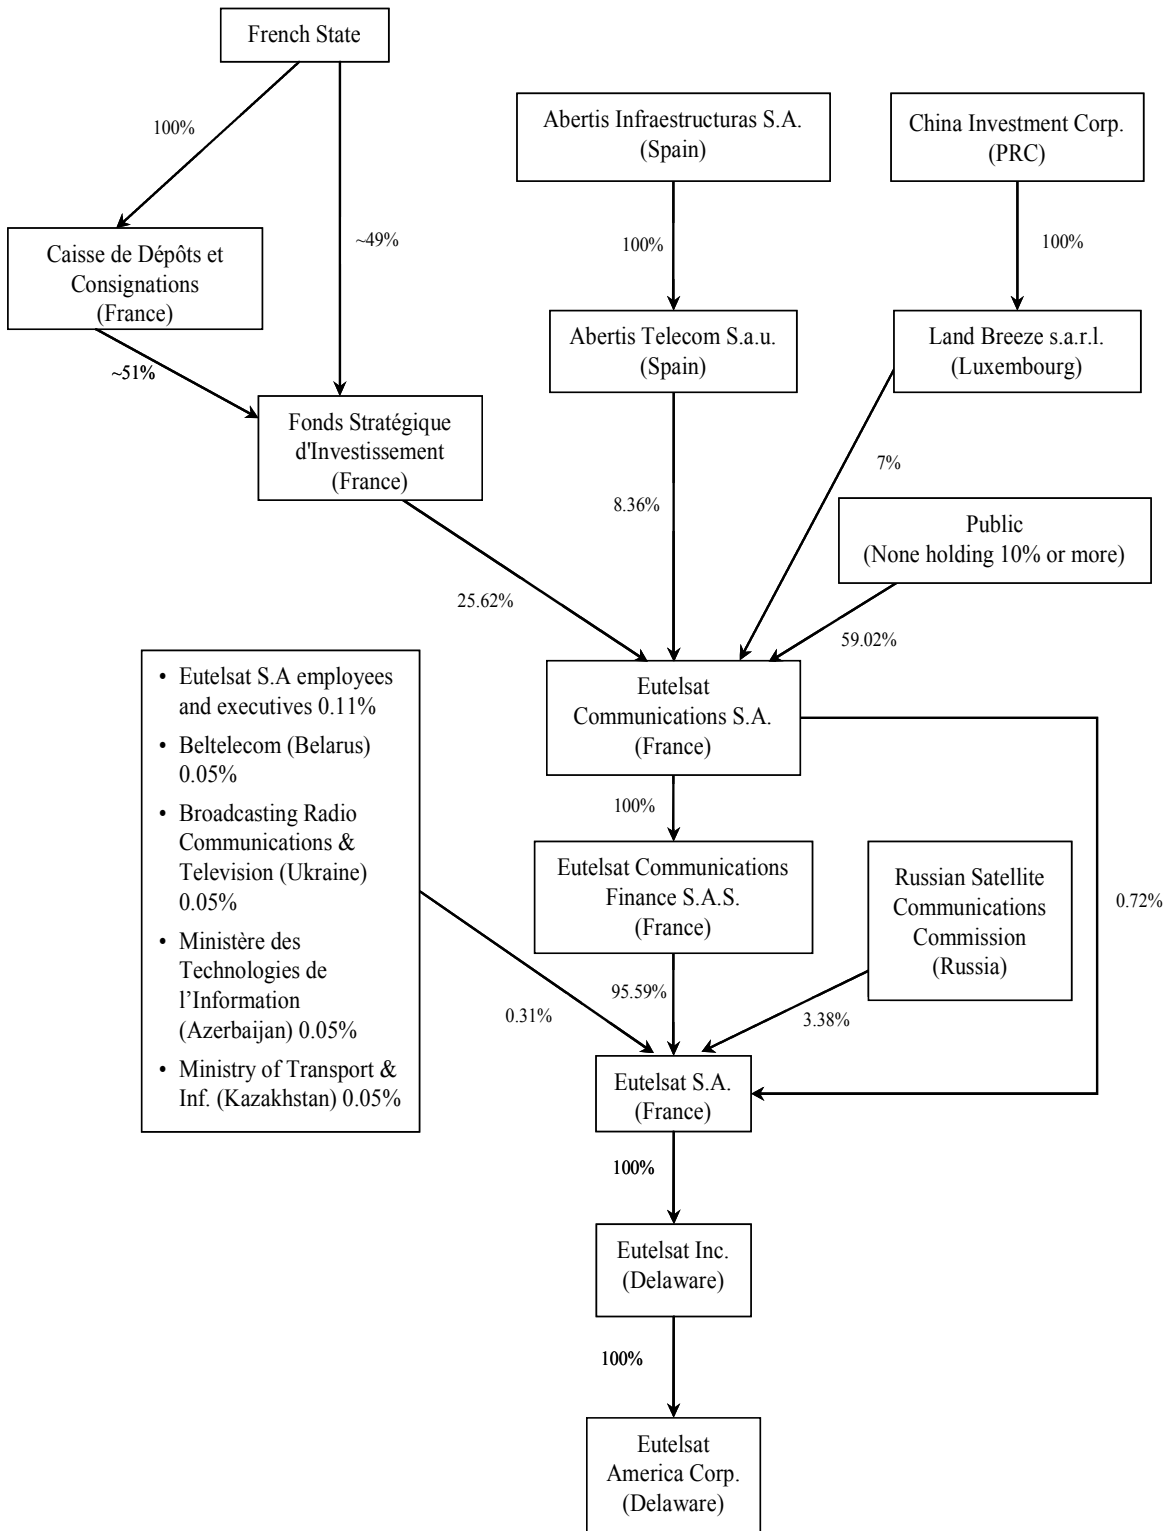 French State
100%
~49%
Abertis Infraestructuras S.A.
(Spain)
China Investment Corp.
(PRC)
Caisse de Dépôts et
Consignations
(France)
100%
100%
~51%
Abertis Telecom S.a.u.
(Spain)
Land Breeze s.a.r.l.
(Luxembourg)
Fonds Stratégique
d'Investissement
(France)
7%
8.36%
Public
(None holding 10% or more)
25.62%
59.02%
Eutelsat
Communications S.A.
(France)
• Eutelsat S.A employees
and executives 0.11%
• Beltelecom (Belarus)
0.05%
• Broadcasting Radio
Communications &
Television (Ukraine)
0.05%
• Ministère des
Technologies de
l’Information
(Azerbaijan) 0.05%
• Ministry of Transport &
Inf. (Kazakhstan) 0.05%
100%
Eutelsat Communications
Finance S.A.S.
(France)
Russian Satellite
Communications
Commission
(Russia)
0.72%
0.31%
95.59%
3.38%
Eutelsat S.A.
(France)
100%
Eutelsat Inc.
(Delaware)
100%
Eutelsat
America Corp.
(Delaware)